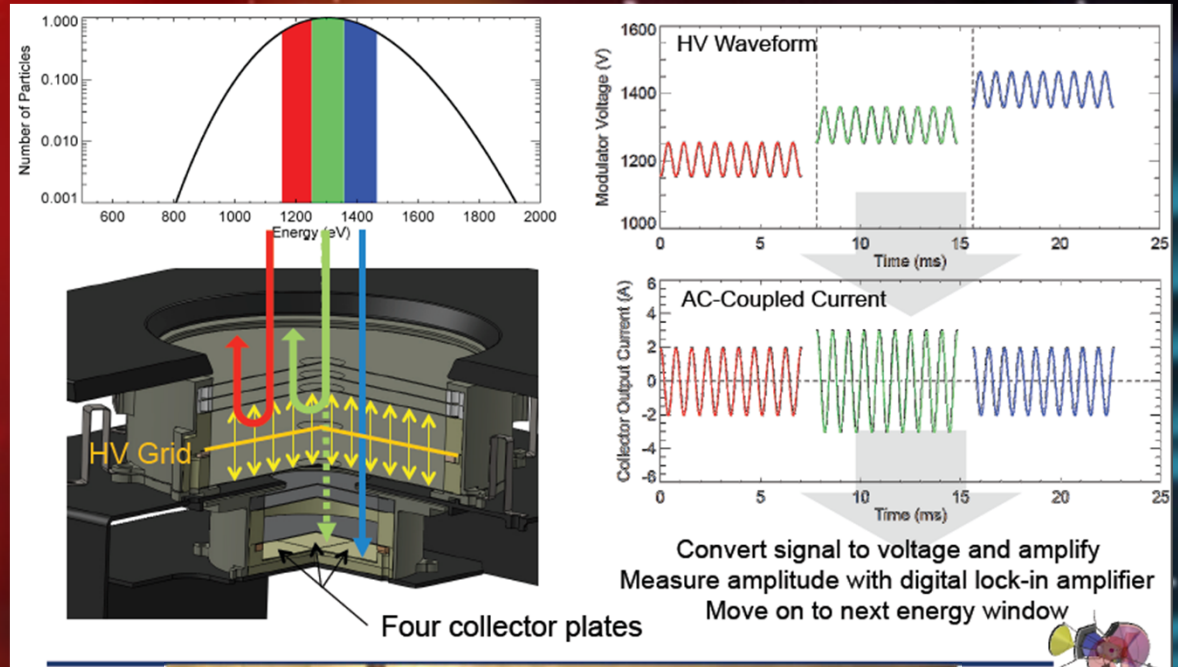 1.000
0.100
0.010
0.001
Number of Particles
600 800 1000 1200 1400 1600 1800 2000
Energy (eV)
HV Grid
Four collector plates
HV Waveform
1600
1400
1200
1000
Modulator Voltage (V)
0 5 10 15 20 25
Time (ms)
AC-Coupled Current
6
4
2
0
-2
-4
-6
Collector Output Current (A)
0 5 10 15 20 25
Time (ms)
Convert signal to voltage and amplify
Measure amplitude with digital lock-in amplifier
Move on to next energy window